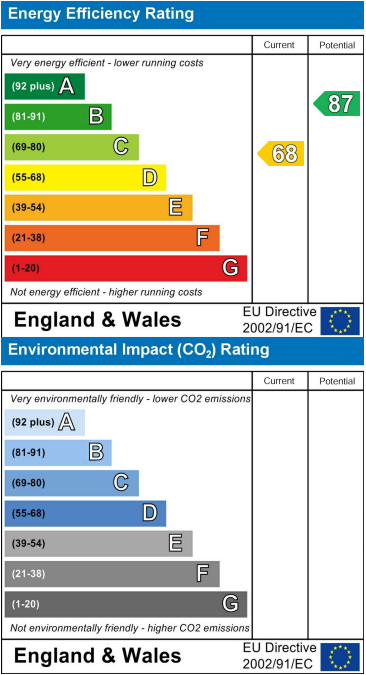 Energy Efficiency Rating
Current Potential
Very energy efficient - lower running costs
(92 plus) A
(81-91) B
87
(69-80) C
68
(55-68) D
(39-54) E
(21-38) F
(1-20) G
Not energy efficient - higher running costs
England & Wales
EU Directive
2002/91/EC
Environmental Impact (CO₂) Rating
Current Potential
Very environmentally friendly - lower CO2 emissions
(92 plus) A
(81-91) B
(69-80) C
(55-68) D
(39-54) E
(21-38) F
(1-20) G
Not environmentally friendly - higher CO2 emissions
England & Wales
EU Directive
2002/91/EC